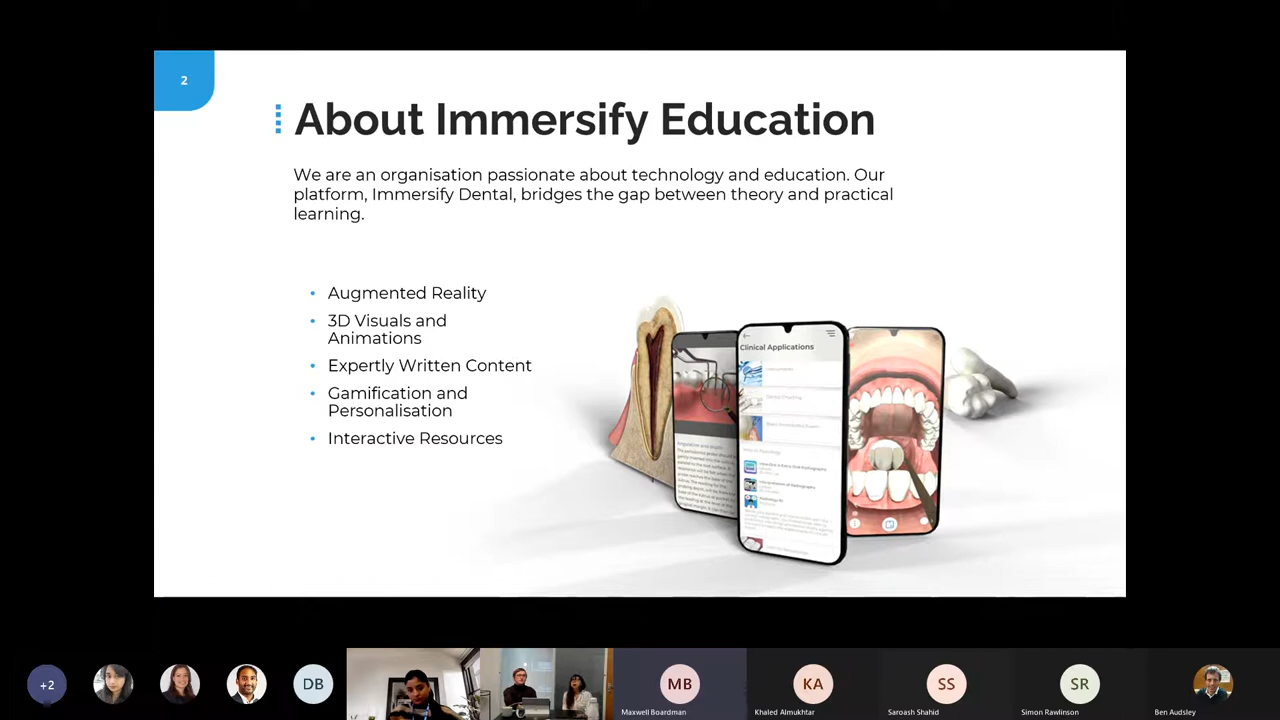 2
About Immersify Education
We are an organisation passionate about technology and education. Our
platform, Immersify Dental, bridges the gap between theory and practical
learning.
• Augmented Reality
• 3D Visuals and
Animations
• Expertly Written Content
• Gamification and
Personalisation
• Interactive Resources
Clinical Applications
+2
DB
MB
Maxwell Boardman
KA
Khaled Almukhtar
SS
Saroash Shahid
SR
Simon Rawlinson
Ben Audsley